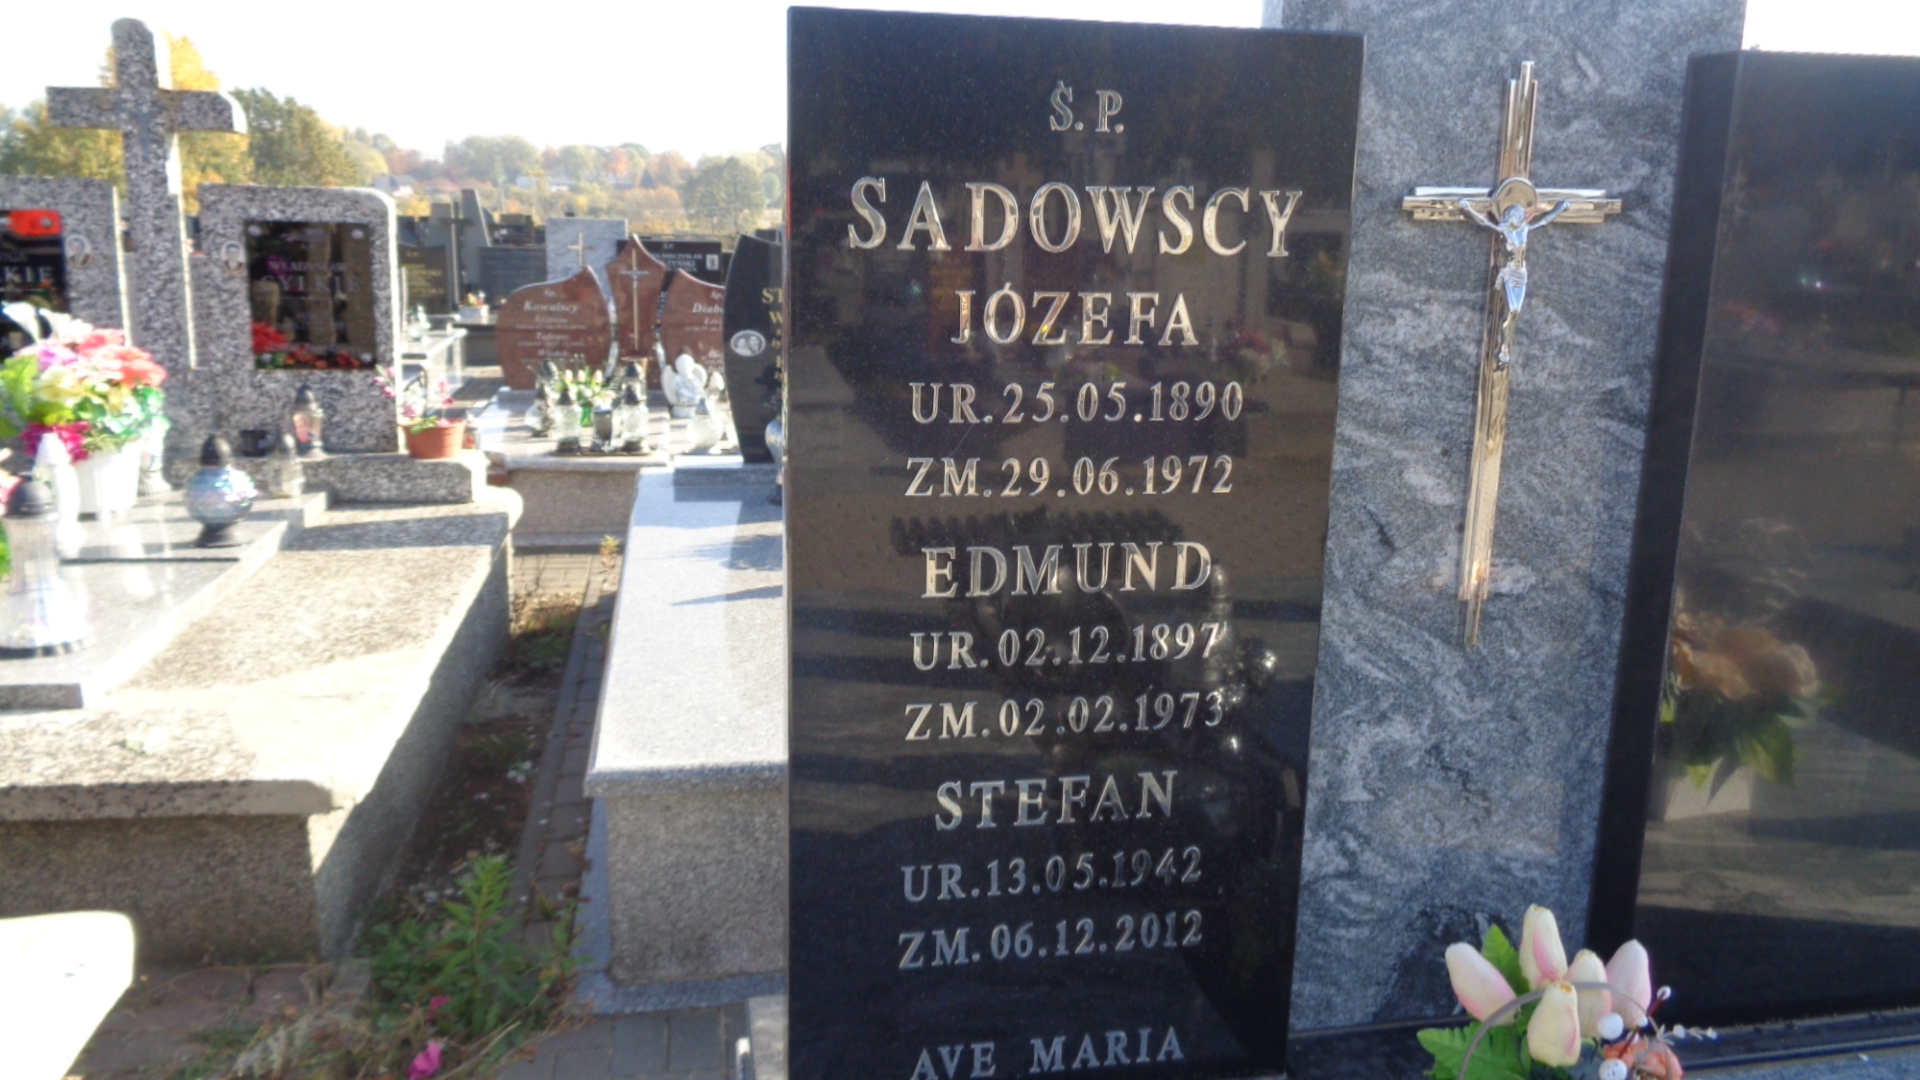 Ś. P.
SADOWSCY
JÓZEFA
UR. 25.05.1890
ZM. 29.06.1972
EDMUND
UR. 02.12.1897
ZM. 02.02.1973
STEFAN
UR. 13.05.1942
ZM. 06.12.2012
AVE MARIA
Kowalscy